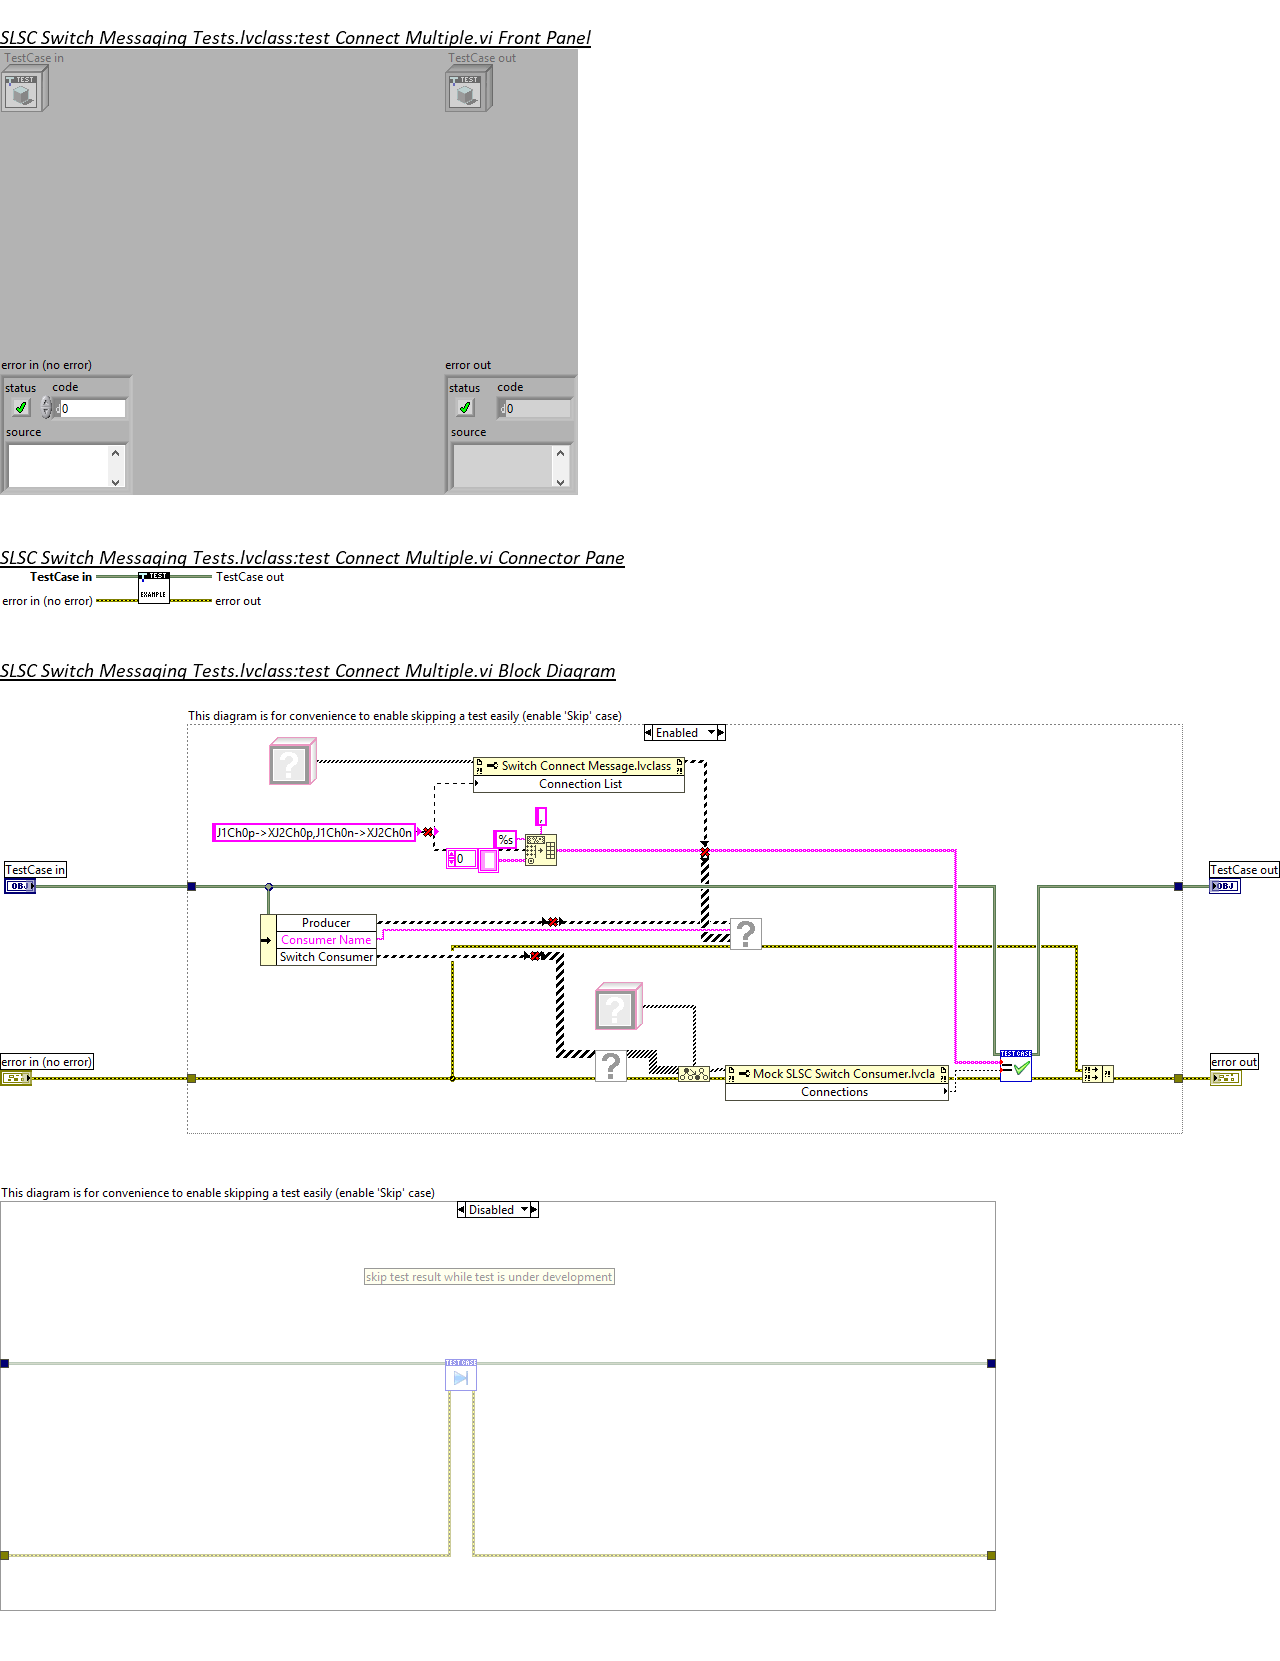 SLSC Switch Messaging Tests.lvclass:test Connect Multiple.vi Front Panel
TestCase in
TestCase out
TEST
TEST
error in (no error)
error out
status
code
status
code
d0
d0
source
source
SLSC Switch Messaging Tests.lvclass:test Connect Multiple.vi Connector Pane
TestCase in
TEST
TestCase out
error in (no error)
EXAMPLE
error out
SLSC Switch Messaging Tests.lvclass:test Connect Multiple.vi Block Diagram
This diagram is for convenience to enable skipping a test easily (enable 'Skip' case)
Enabled
?
Switch Connect Message.lvclass
Connection List
J1Ch0p->XJ2Ch0p,J1Ch0n->XJ2Ch0n
,
%s
0
TestCase in
OBJ
TestCase out
OBJ
Producer
Consumer Name
Switch Consumer
?
?
?
TEST CASE
error in (no error)
error out
Mock SLSC Switch Consumer.lvcla
Connections
This diagram is for convenience to enable skipping a test easily (enable 'Skip' case)
Disabled
skip test result while test is under development
TEST CASE